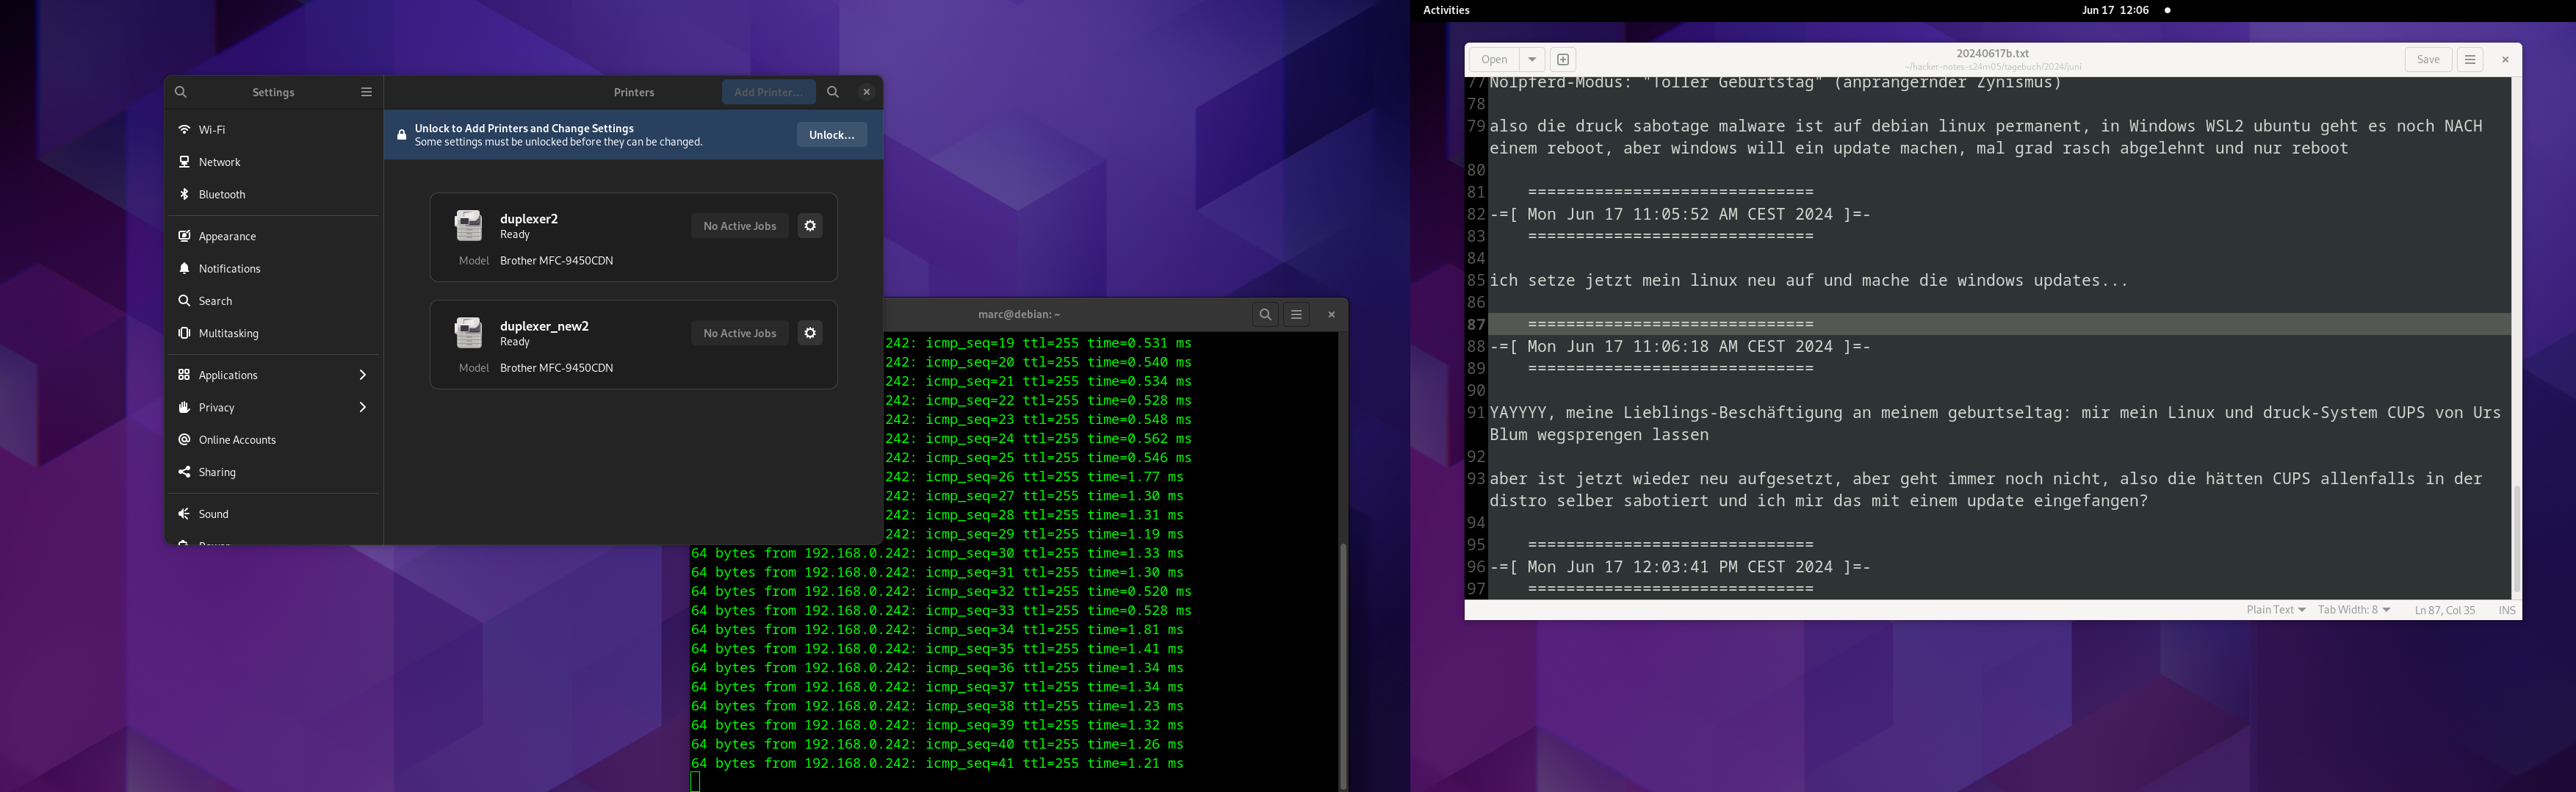 Activities
Jun 17 12:06
Settings
Printers
Add Printer...
Unlock to Add Printers and Change Settings
Some settings must be unlocked before they can be changed.
Unlock...
Wi-Fi
Network
Bluetooth
Appearance
Notifications
Search
Multitasking
Applications
Privacy
Online Accounts
Sharing
Sound
Power
duplexer2
Ready
No Active Jobs
Model Brother MFC-9450CDN
duplexer_new2
Ready
No Active Jobs
Model Brother MFC-9450CDN
marc@debian: ~
242: icmp_seq=19 ttl=255 time=0.531 ms
242: icmp_seq=20 ttl=255 time=0.540 ms
242: icmp_seq=21 ttl=255 time=0.534 ms
242: icmp_seq=22 ttl=255 time=0.528 ms
242: icmp_seq=23 ttl=255 time=0.548 ms
242: icmp_seq=24 ttl=255 time=0.562 ms
242: icmp_seq=25 ttl=255 time=0.546 ms
242: icmp_seq=26 ttl=255 time=1.77 ms
242: icmp_seq=27 ttl=255 time=1.30 ms
242: icmp_seq=28 ttl=255 time=1.31 ms
242: icmp_seq=29 ttl=255 time=1.19 ms
64 bytes from 192.168.0.242: icmp_seq=30 ttl=255 time=1.33 ms
64 bytes from 192.168.0.242: icmp_seq=31 ttl=255 time=1.30 ms
64 bytes from 192.168.0.242: icmp_seq=32 ttl=255 time=0.520 ms
64 bytes from 192.168.0.242: icmp_seq=33 ttl=255 time=0.528 ms
64 bytes from 192.168.0.242: icmp_seq=34 ttl=255 time=1.81 ms
64 bytes from 192.168.0.242: icmp_seq=35 ttl=255 time=1.41 ms
64 bytes from 192.168.0.242: icmp_seq=36 ttl=255 time=1.34 ms
64 bytes from 192.168.0.242: icmp_seq=37 ttl=255 time=1.34 ms
64 bytes from 192.168.0.242: icmp_seq=38 ttl=255 time=1.23 ms
64 bytes from 192.168.0.242: icmp_seq=39 ttl=255 time=1.32 ms
64 bytes from 192.168.0.242: icmp_seq=40 ttl=255 time=1.26 ms
64 bytes from 192.168.0.242: icmp_seq=41 ttl=255 time=1.21 ms
Open
20240617b.txt
~/hacker-notes-s24m05/tagebuch/2024/juni
Save
77 Nolpferd-Modus: "Toller Geburtstag" (anprangernder Zynismus)
78
79 also die druck sabotage malware ist auf debian linux permanent, in Windows WSL2 ubuntu geht es noch NACH
einem reboot, aber windows will ein update machen, mal grad rasch abgelehnt und nur reboot
80
81 ==============================
82 -=[ Mon Jun 17 11:05:52 AM CEST 2024 ]=-
83 ==============================
84
85 ich setze jetzt mein linux neu auf und mache die windows updates...
86
87 ==============================
88 -=[ Mon Jun 17 11:06:18 AM CEST 2024 ]=-
89 ==============================
90
91 YAYYYY, meine Lieblings-Beschäftigung an meinem geburtseltag: mir mein Linux und druck-System CUPS von Urs
Blum wegsprengen lassen
92
93 aber ist jetzt wieder neu aufgesetzt, aber geht immer noch nicht, also die hätten CUPS allenfalls in der
distro selber sabotiert und ich mir das mit einem update eingefangen?
94
95 ==============================
96 -=[ Mon Jun 17 12:03:41 PM CEST 2024 ]=-
97 ==============================
Plain Text
Tab Width: 8
Ln 87, Col 35
INS